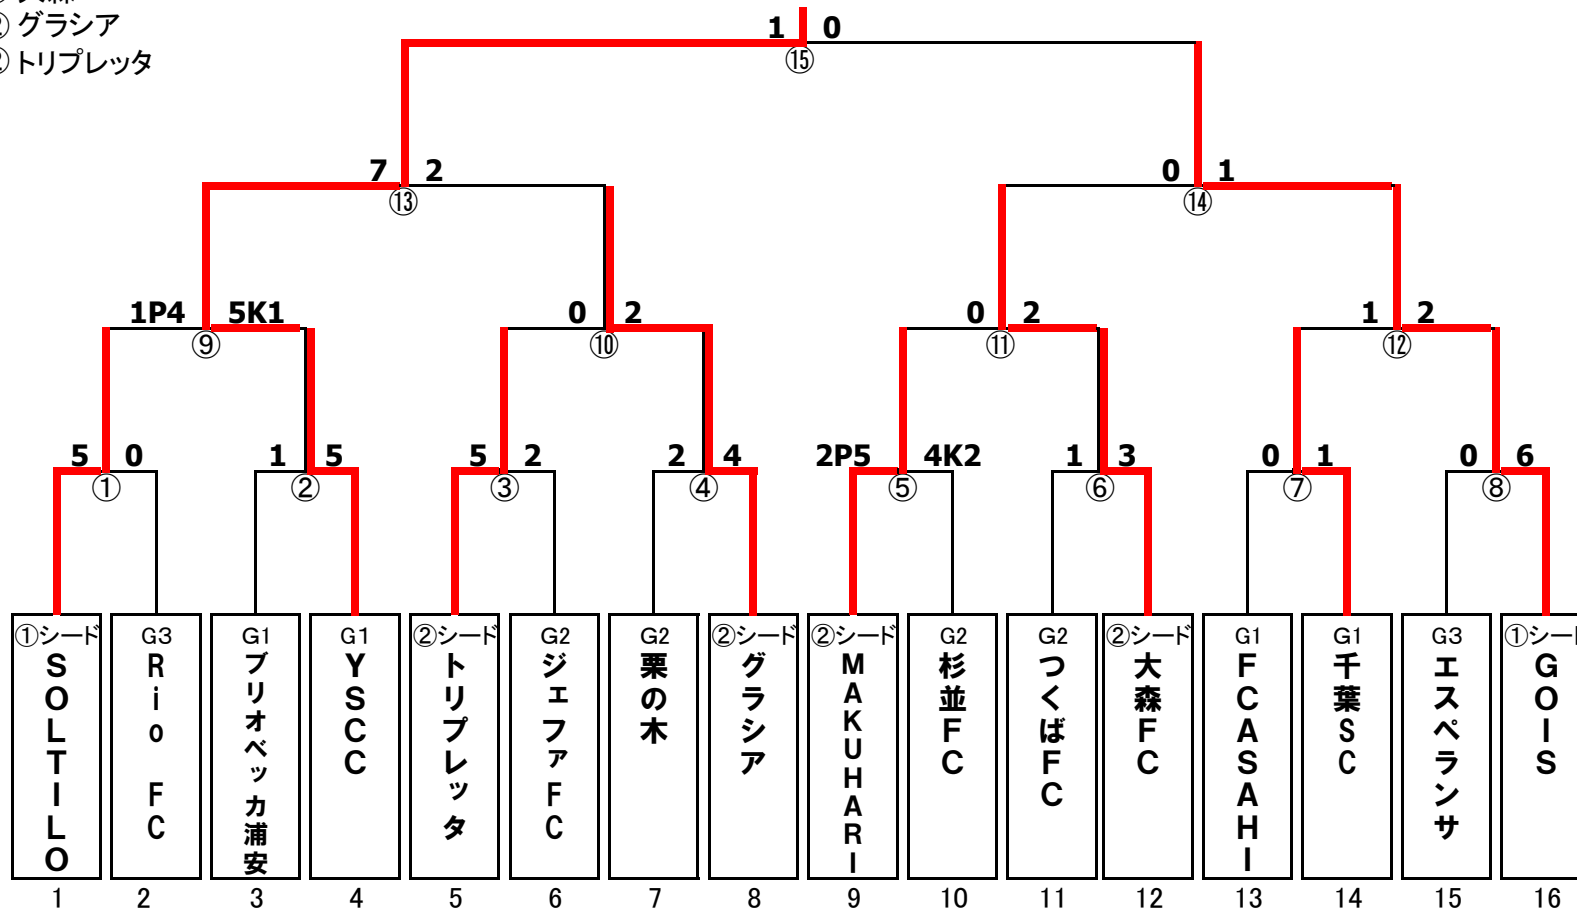 ② グラシア
② トリプレッタ
1 0
⑮
7 2
⑬
0 1
⑭
1P4 5K1
⑨
0 2
⑩
0 2
⑪
1 2
⑫
5 0
①
1 5
②
5 2
③
2 4
④
2P5 4K2
⑤
1 3
⑥
0 1
⑦
0 6
⑧
①シード
SOLTILO
1
G3
Rio FC
2
G1
ブリオベッカ浦安
3
G1
YSCC
4
②シード
トリプレッタ
5
G2
ジェファFC
6
G2
栗の木
7
②シード
グラシア
8
②シード
MAKUHARI
9
G2
杉並FC
10
G2
つくばFC
11
②シード
大森FC
12
G1
FCASAHI
13
G1
千葉SC
14
G3
エスペランサ
15
①シード
GOIS
16